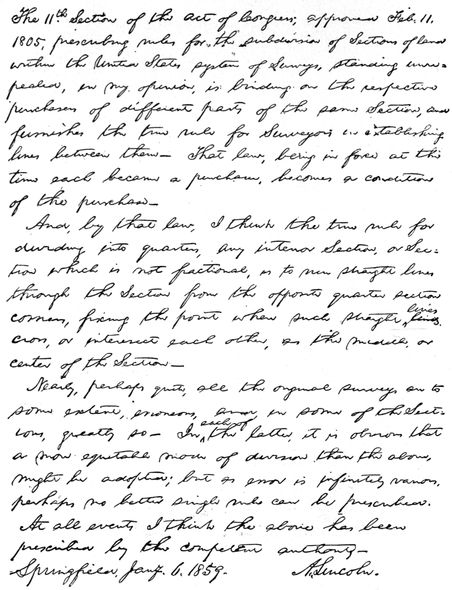 The 11th Section of the Act of Congress, approved Feb. 11.
1805, prescribing rules for the subdivision of Sections of land
within the United States system of Surveys, standing unre-
pealed, in my opinion, is binding on the respective
purchasers of different parts of the same Section, and
furnishes the true rule for Surveyors in establishing
lines between them— That law, being in force at the
time each became a purchaser, becomes a condition
of the purchase—
And, by that law, I think the true rule for
dividing into quarters, any interior Section, or Sec-
tion which is not fractional, is to run straight lines
through the Section from the opposite quarter section
corners, fixing the point where such straight lines
cross, or intersect each other, as the middle, or
center of the Section—
Nearly, perhaps quite, all the original surveys are to
some extent, erroneous, and in some of the Sect-
ions, greatly so— In each of the latter, it is obvious that
a more equitable mode of division than the above,
might be adopted; but as error is infinitely various,
perhaps no better single rule can be prescribed.
At all events I think the above has been
prescribed by the competent authority—
Springfield, Jany. 6. 1859. A. Lincoln.